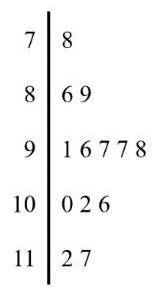 7 | 8
8 | 6 9
9 | 1 6 7 7 8
10 | 0 2 6
11 | 2 7